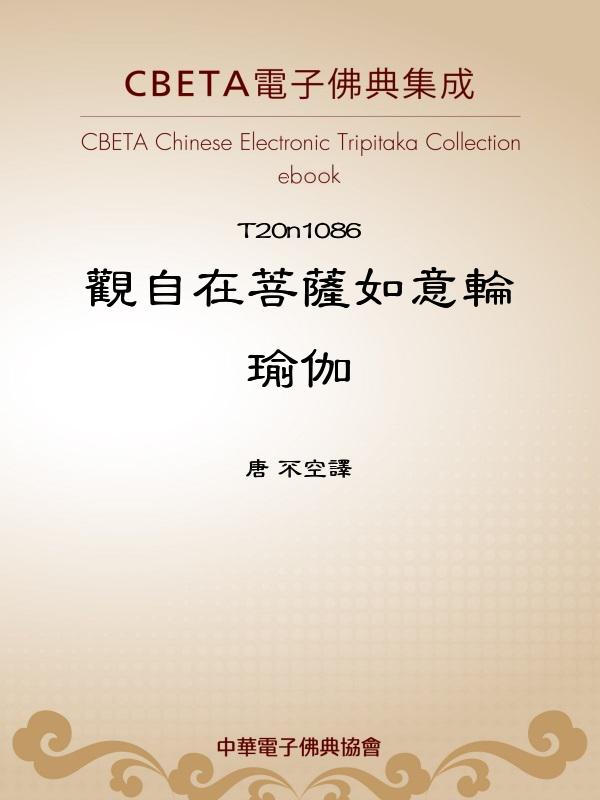 CBETA電子佛典集成
CBETA Chinese Electronic Tripitaka Collection
ebook
T20n1086
觀自在菩薩如意輪
瑜伽
唐 不空譯
中華電子佛典協會